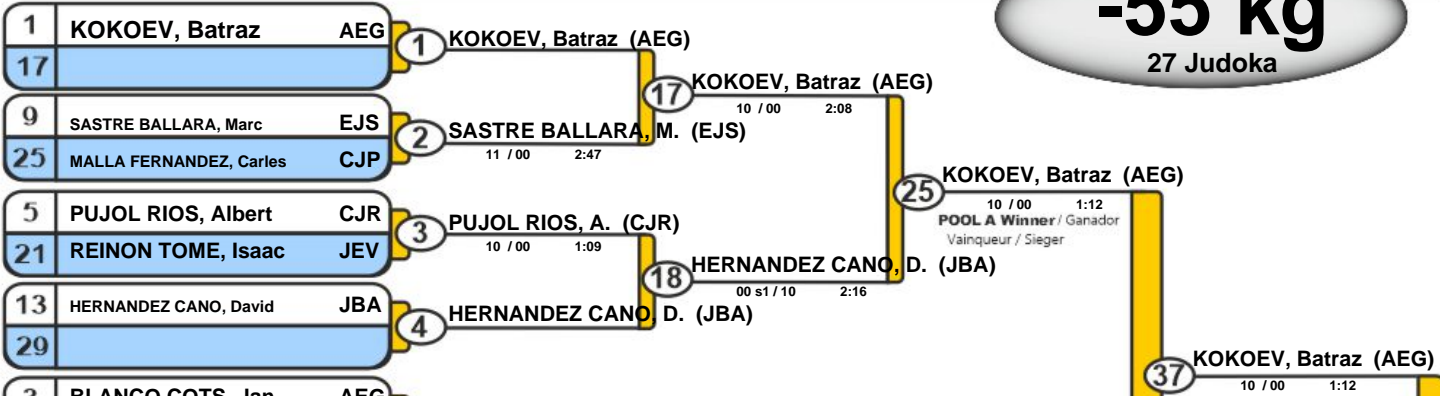 -55 kg
27 Judoka
1 KOKOEV, Batraz AEG
17
9 SASTRE BALLARA, Marc EJS
25 MALLA FERNANDEZ, Carles CJP
5 PUJOL RIOS, Albert CJR
21 REINON TOME, Isaac JEV
13 HERNANDEZ CANO, David JBA
29
3 BLANCO COTS, Jan AEG
1 KOKOEV, Batraz (AEG)
2 SASTRE BALLARA, M. (EJS)
11 / 00 2:47
3 PUJOL RIOS, A. (CJR)
10 / 00 1:09
4 HERNANDEZ CANO, D. (JBA)
17 KOKOEV, Batraz (AEG)
10 / 00 2:08
18 HERNANDEZ CANO, D. (JBA)
00 s1 / 10 2:16
25 KOKOEV, Batraz (AEG)
10 / 00 1:12
POOL A Winner / Ganador
Vainqueur / Sieger
37 KOKOEV, Batraz (AEG)
10 / 00 1:12